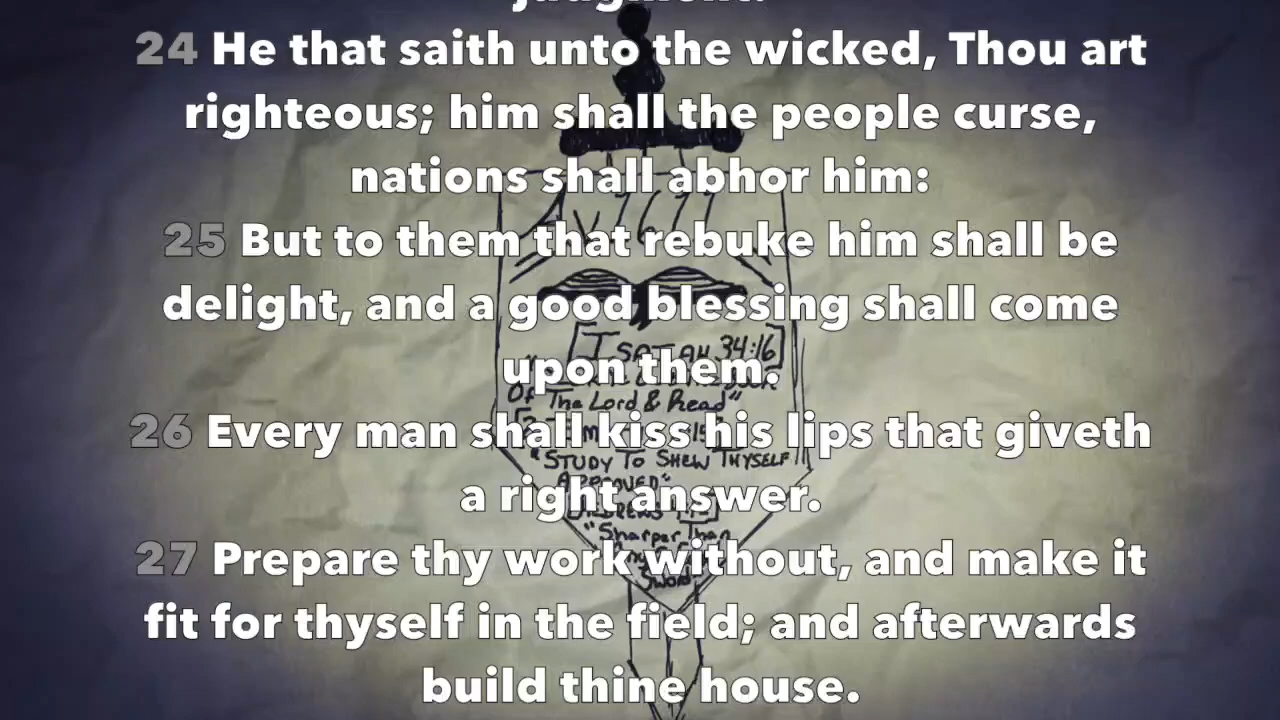 judgment.
24 He that saith unto the wicked, Thou art
righteous; him shall the people curse,
nations shall abhor him:
25 But to them that rebuke him shall be
delight, and a good blessing shall come
upon them.
26 Every man shall kiss his lips that giveth
a right answer.
27 Prepare thy work without, and make it
fit for thyself in the field; and afterwards
build thine house.
AV1611
[ISAIAH 34:16]
Of The Lord & Read"
"STUDY TO SHEW THYSELF
APPROVED"
"Sharper Than
Sword